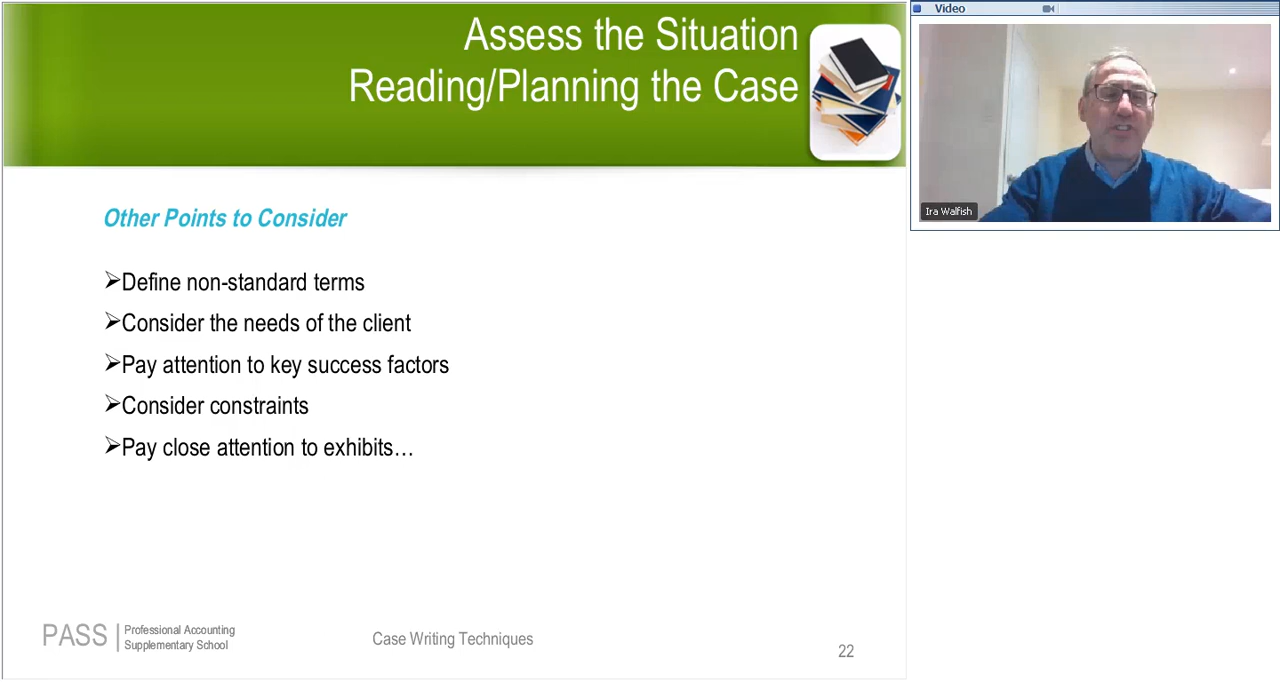 Assess the Situation
Reading/Planning the Case
Other Points to Consider
➢Define non-standard terms
➢Consider the needs of the client
➢Pay attention to key success factors
➢Consider constraints
➢Pay close attention to exhibits…
PASS
Professional Accounting
Supplementary School
Case Writing Techniques
22
Video
Ira Walfish